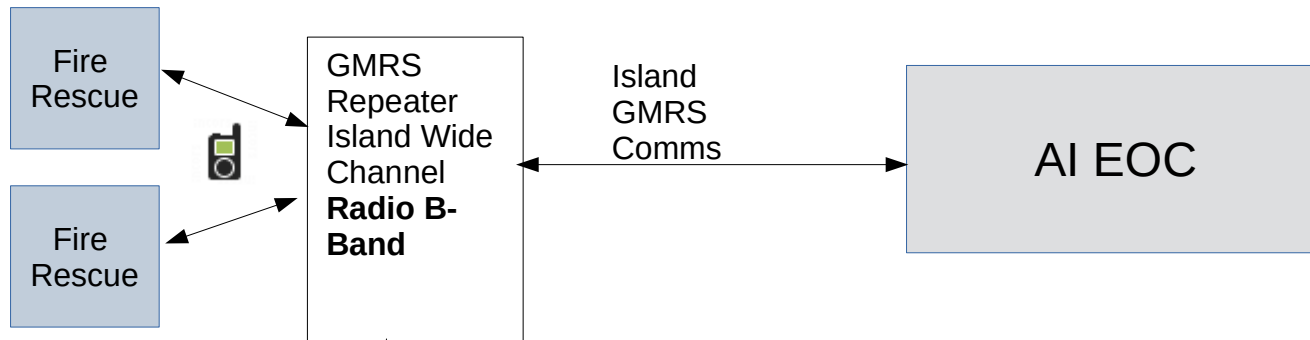 Fire
Rescue
Fire
Rescue
GMRS
Repeater
Island Wide
Channel
Radio B-
Band
Island
GMRS
Comms
AI EOC